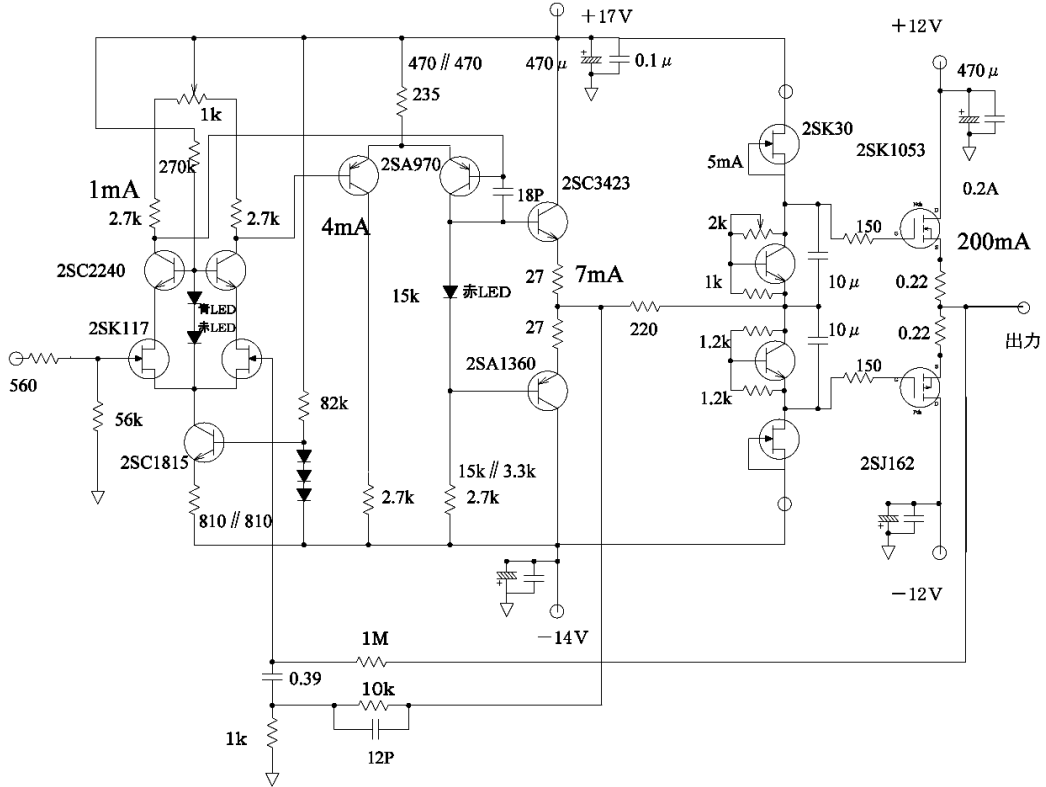 +17V
+12V
470 // 470
470μ
0.1μ
470μ
235
1k
2SK30
2SK1053
270k
2SA970
5mA
0.2A
1mA
18P
2SC3423
2.7k
2.7k
4mA
2k
150
200mA
2SC2240
27
7mA
15k
赤LED
1k
10μ
0.22
青LED
2SK117
赤LED
27
220
10μ
0.22
出力
1.2k
2SA1360
150
560
82k
1.2k
56k
2SC1815
15k // 3.3k
2SJ162
2.7k
2.7k
810 // 810
-12V
-14V
1M
0.39
10k
1k
12P